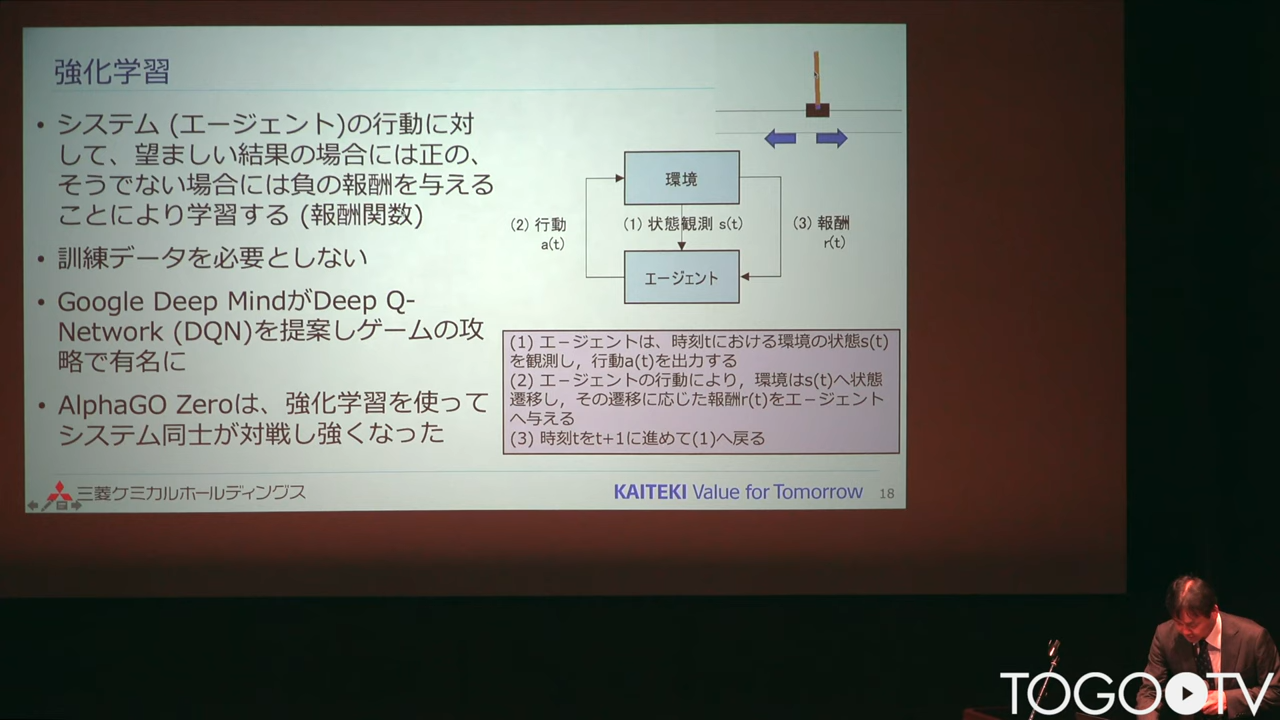 強化学習
• システム (エージェント)の行動に対
して、望ましい結果の場合には正の、
そうでない場合には負の報酬を与える
ことにより学習する (報酬関数)
• 訓練データを必要としない
• Google Deep MindがDeep Q-
Network (DQN)を提案しゲームの攻
略で有名に
• AlphaGO Zeroは、強化学習を使って
システム同士が対戦し強くなった
環境
(2) 行動
a(t)
(1) 状態観測 s(t)
(3) 報酬
r(t)
エージェント
(1) エージェントは、時刻tにおける環境の状態s(t)
を観測し，行動a(t)を出力する
(2) エージェントの行動により，環境はs(t)へ状態
遷移し，その遷移に応じた報酬r(t)をエージェント
へ与える
(3) 時刻tをt+1に進めて(1)へ戻る
三菱ケミカルホールディングス
KAITEKI Value for Tomorrow
18
TOGO TV